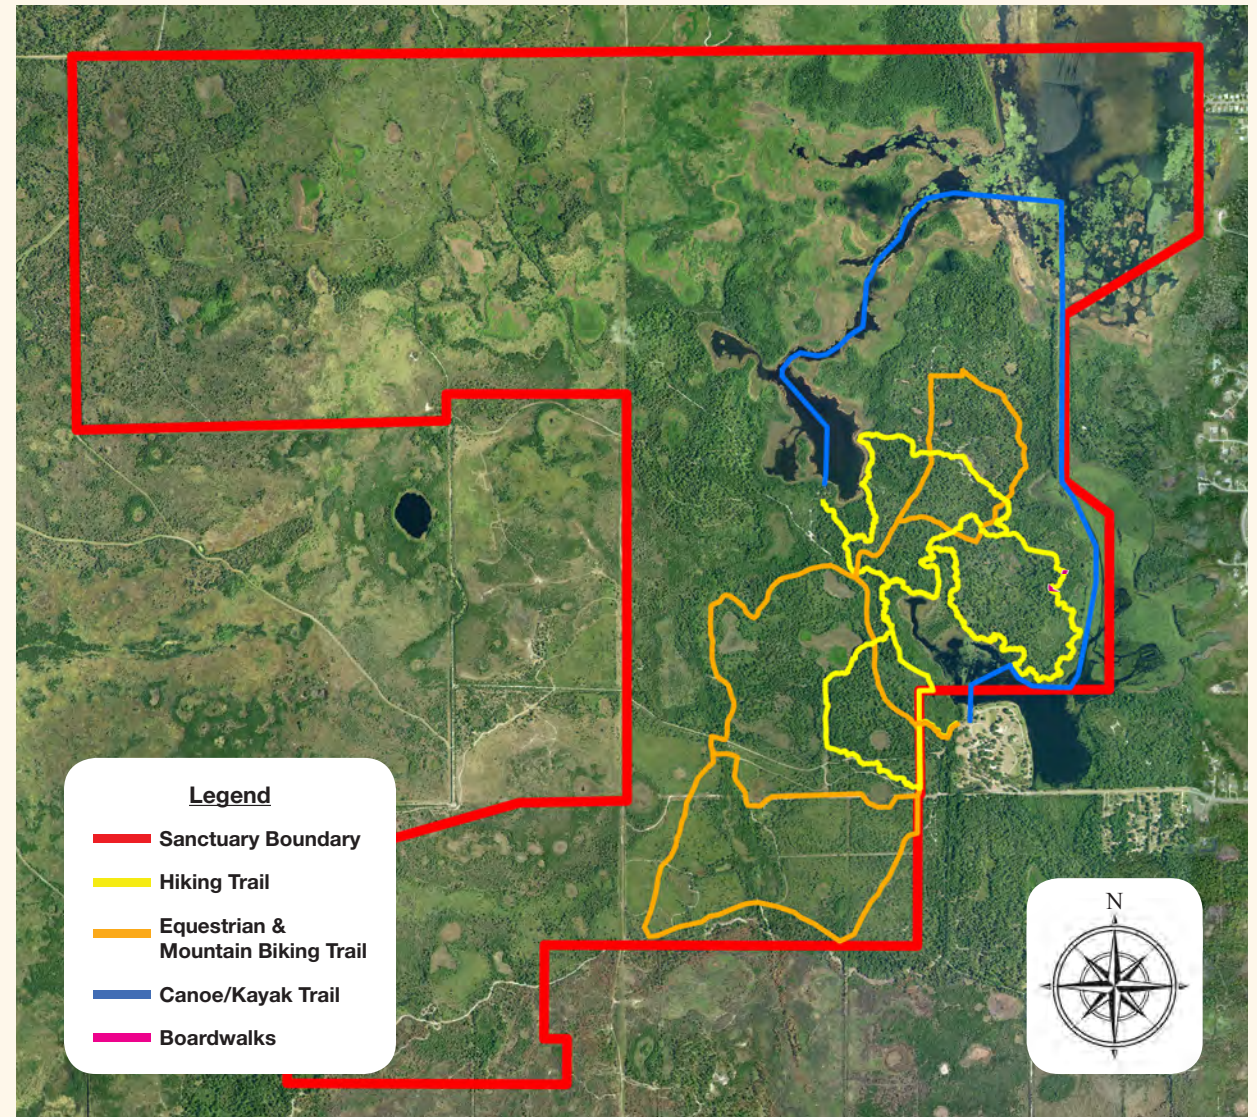 Legend
Sanctuary Boundary
Hiking Trail
Equestrian &
Mountain Biking Trail
Canoe/Kayak Trail
Boardwalks
N